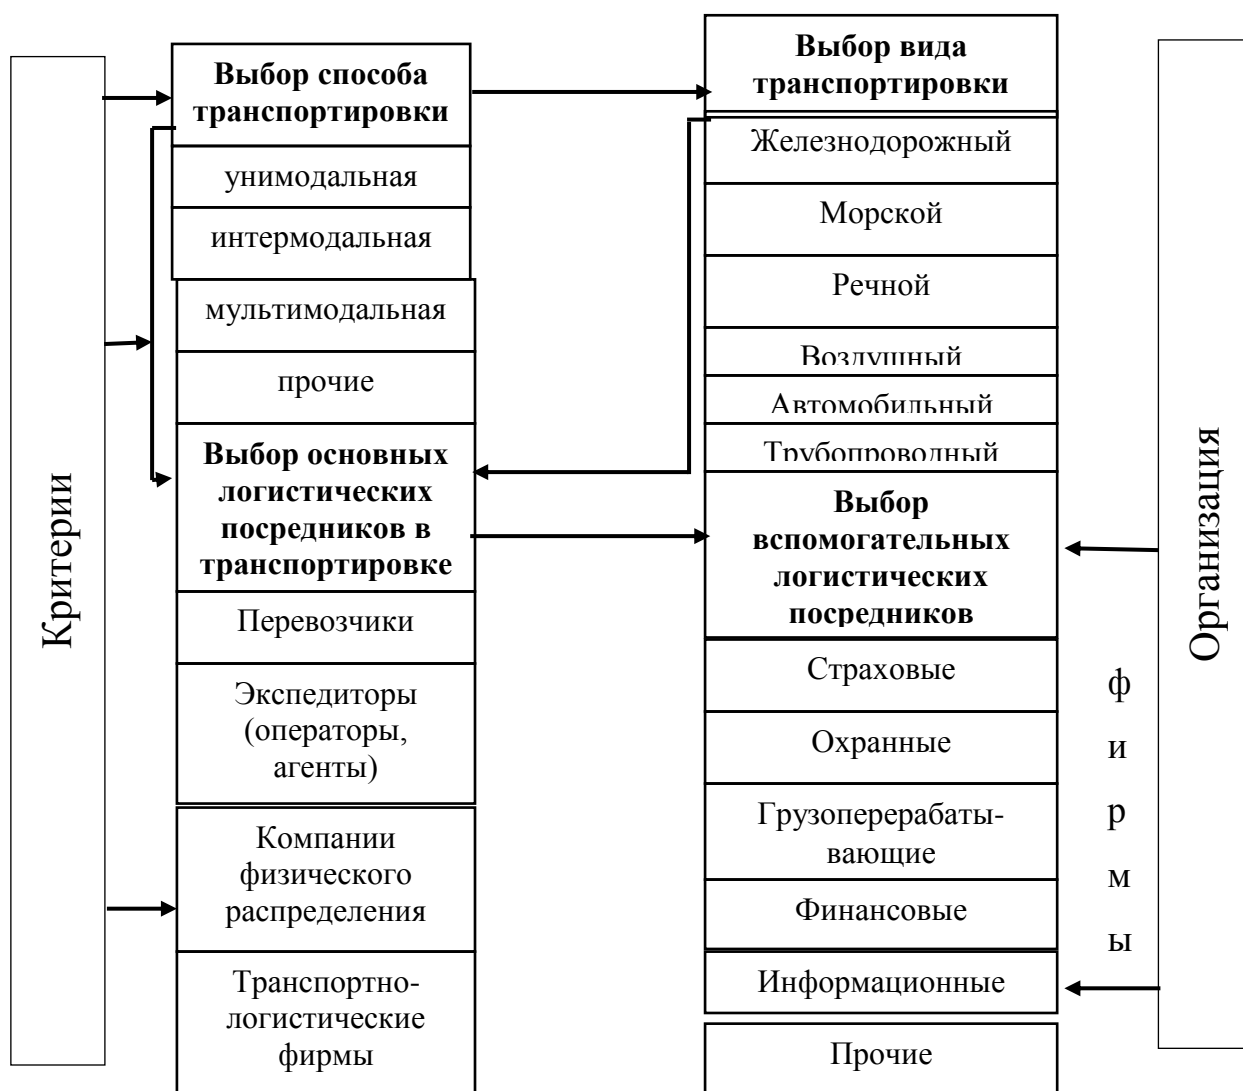 Критерии
Выбор способа
транспортировки
унимодальная
интермодальная
мультимодальная
прочие
Выбор основных
логистических
посредников в
транспортировке
Перевозчики
Экспедиторы
(операторы,
агенты)
Компании
физического
распределения
Транспортно-
логистические
фирмы
Выбор вида
транспортировки
Железнодорожный
Морской
Речной
Воздушный
Автомобильный
Трубопроводный
Выбор
вспомогательных
логистических
посредников
Страховые
Охранные
Грузоперерабаты-
вающие
Финансовые
Информационные
Прочие
ф
и
р
м
ы
Организация